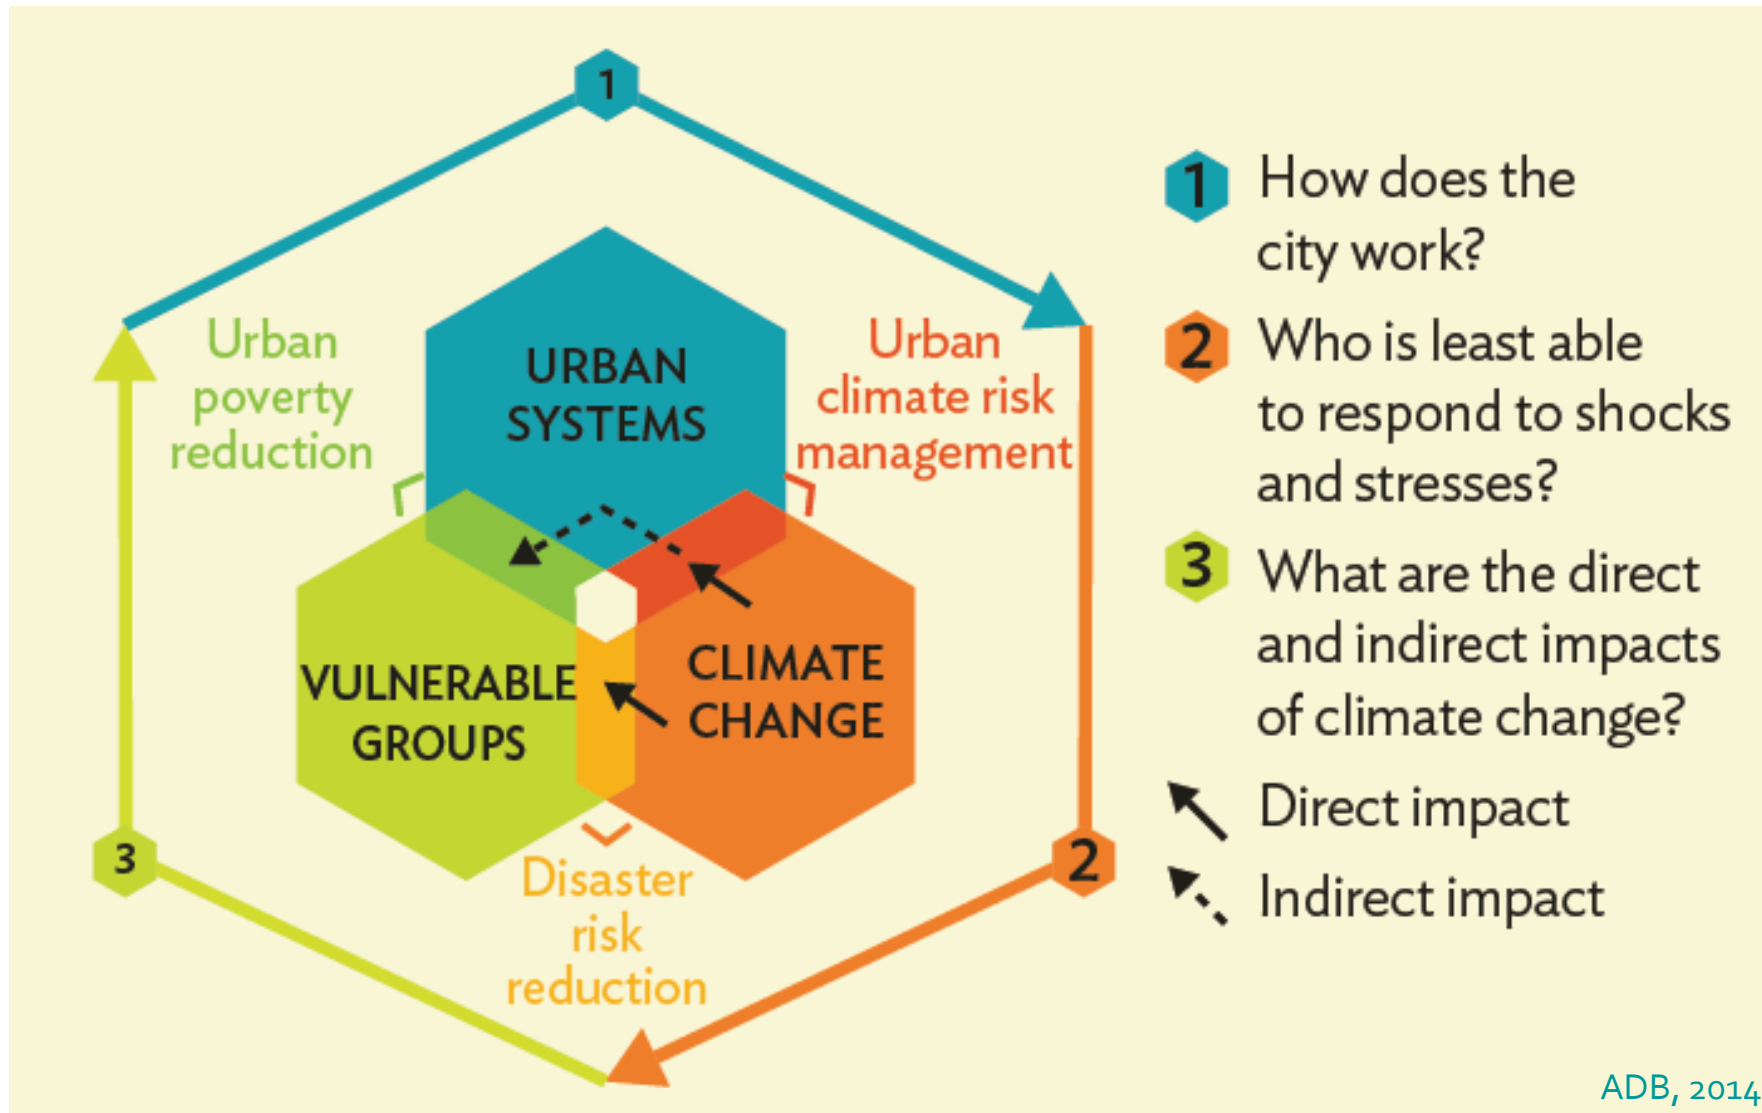 1
Urban
poverty
reduction
URBAN
SYSTEMS
Urban
climate risk
management
VULNERABLE
GROUPS
CLIMATE
CHANGE
3
2
Disaster
risk
reduction
1 How does the
city work?
2 Who is least able
to respond to shocks
and stresses?
3 What are the direct
and indirect impacts
of climate change?
Direct impact
Indirect impact
ADB, 2014